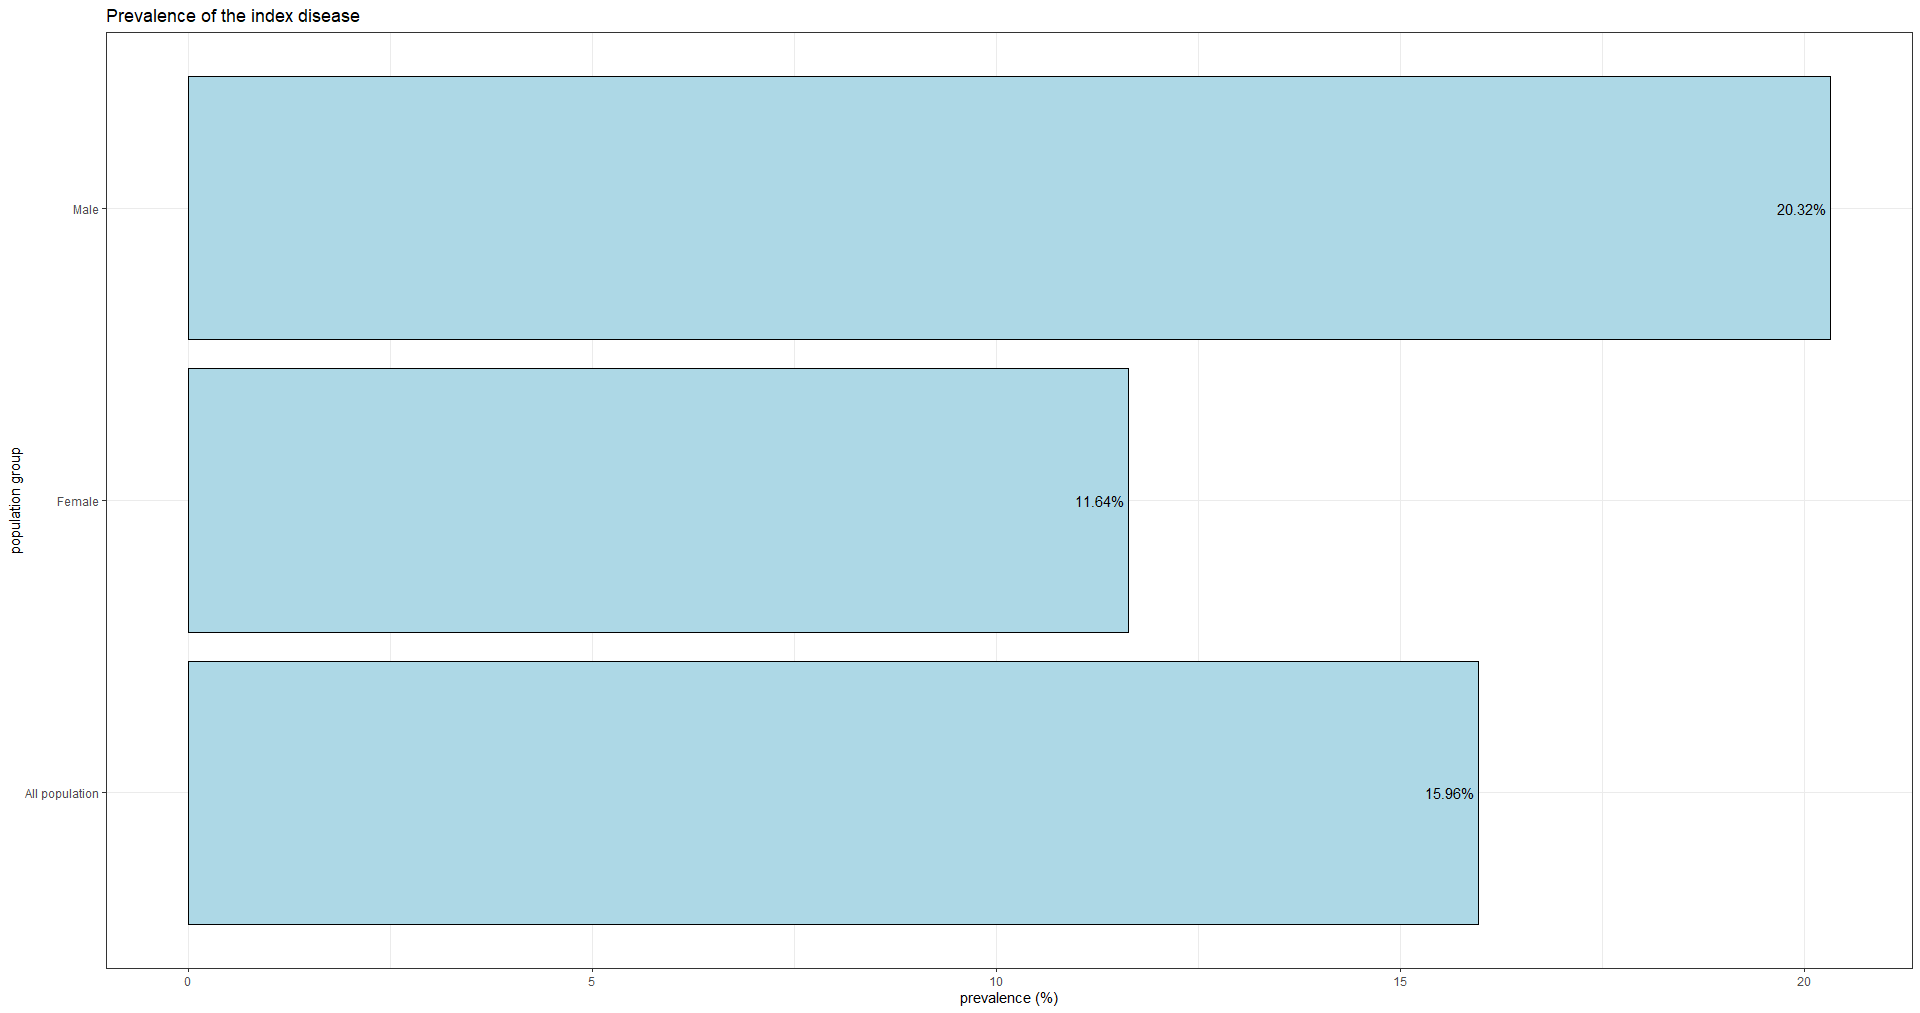 Prevalence of the index disease
population group
Male
20.32%
Female
11.64%
All population
15.96%
0
5
10
15
20
prevalence (%)